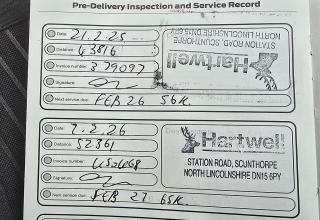 Pre-Delivery Inspection and Service Record
Date: 21.2.25
Distance: 43816
Invoice number: 379097
Signature:
Next service due: FEB 26 56K.
Hartwell
STATION ROAD, SCUNTHORPE
NORTH LINCOLNSHIRE DN15 6PY
Date: 9.2.26
Distance: 52861
Invoice number:
Signature:
Next service due: FEB 27 65K.
Hartwell
STATION ROAD, SCUNTHORPE
NORTH LINCOLNSHIRE DN15 6PY